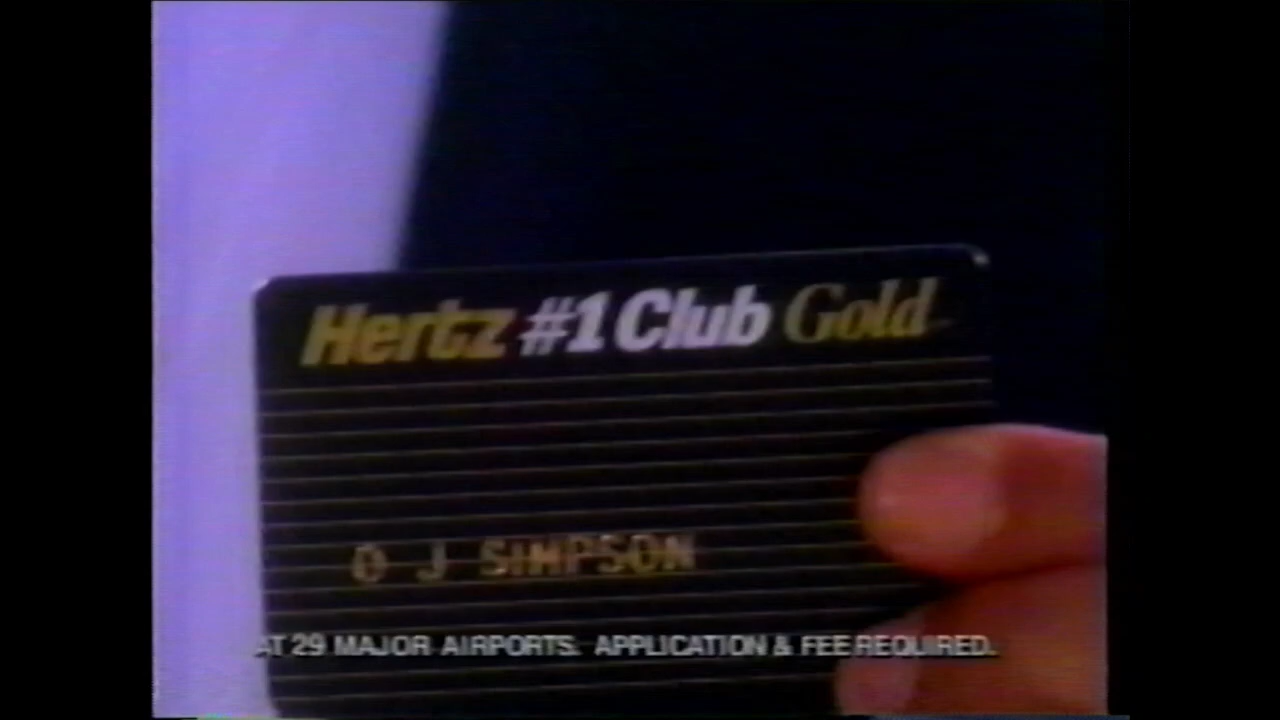 Hertz #1 Club Gold
O J SIMPSON
AT 29 MAJOR AIRPORTS. APPLICATION & FEE REQUIRED.